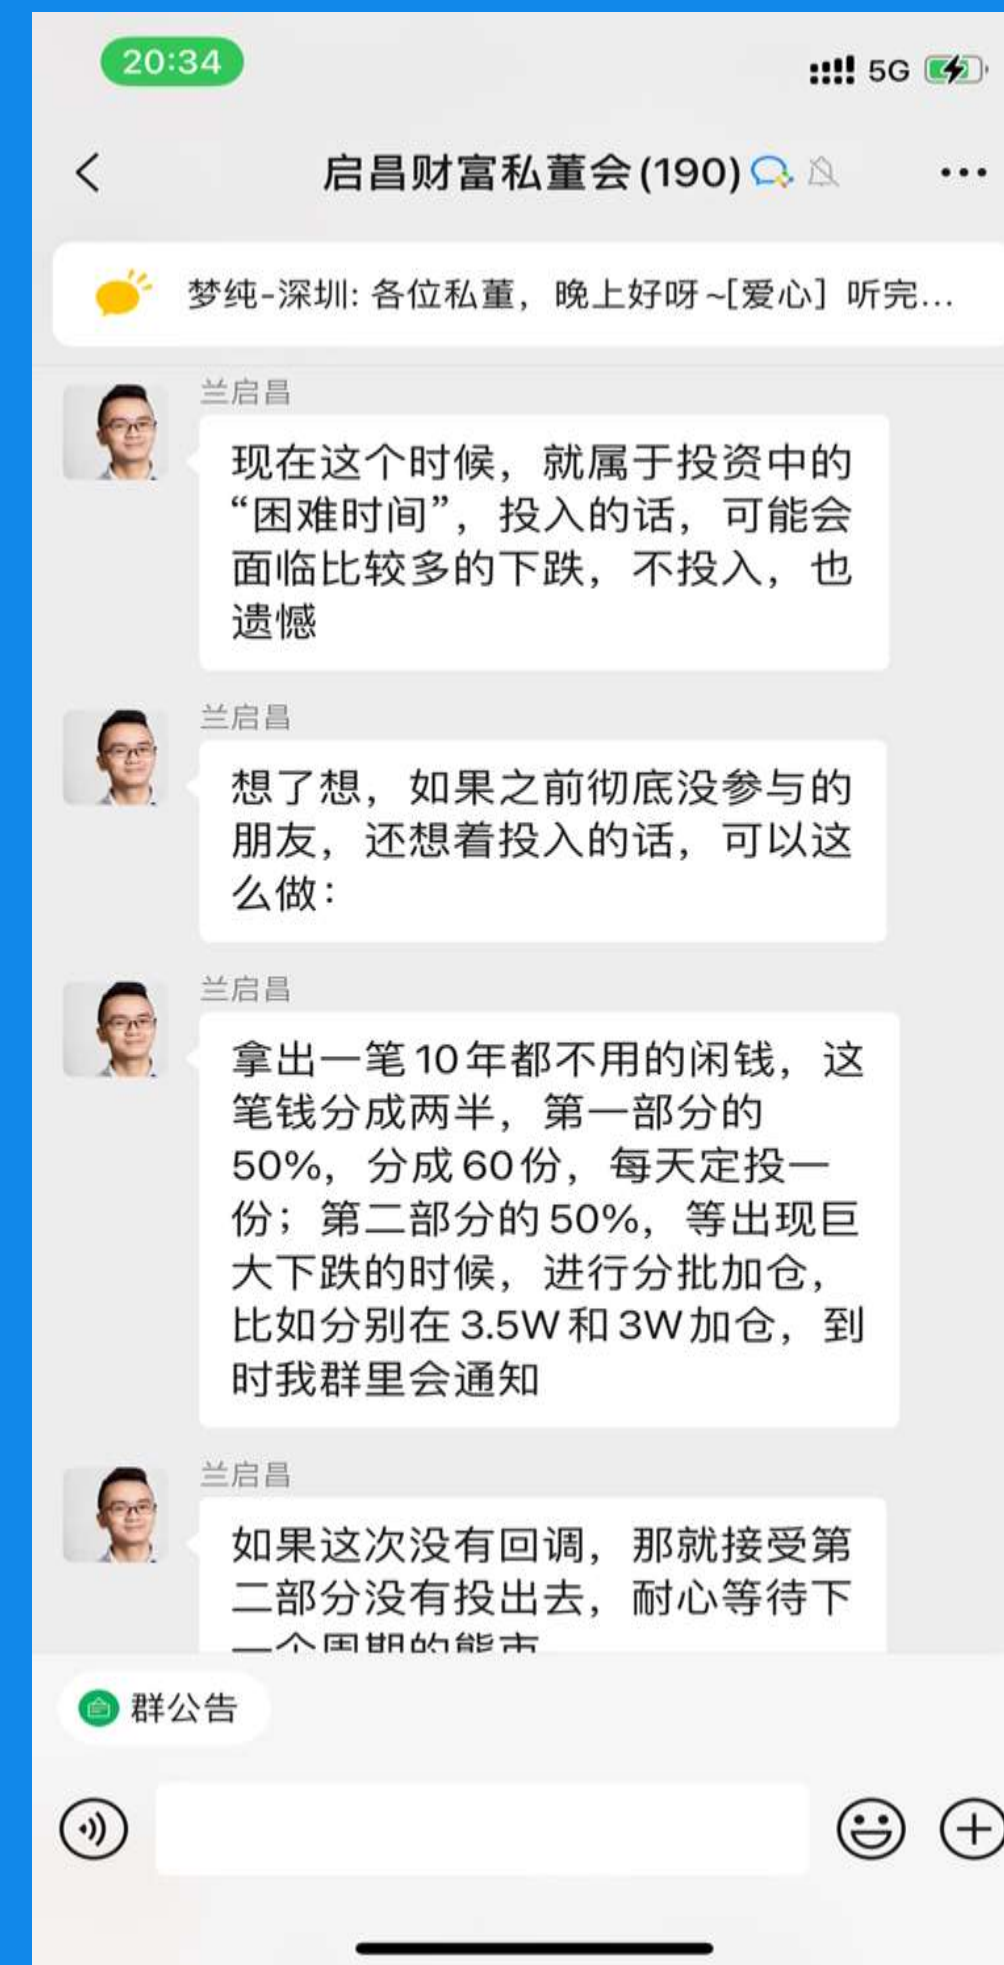 20:34
5G
启昌财富私董会(190)
梦纯-深圳: 各位私董，晚上好呀~[爱心] 听完...
兰启昌
现在这个时候，就属于投资中的
“困难时间”，投入的话，可能会
面临比较多的下跌，不投入，也
遗憾
兰启昌
想了想，如果之前彻底没参与的
朋友，还想着投入的话，可以这
么做：
兰启昌
拿出一笔10年都不用的闲钱，这
笔钱分成两半，第一部分的
50%，分成60份，每天定投一
份；第二部分的50%，等出现巨
大下跌的时候，进行分批加仓，
比如分别在3.5W和3W加仓，到
时我群里会通知
兰启昌
如果这次没有回调，那就接受第
二部分没有投出去，耐心等待下
一个周期的熊市
群公告